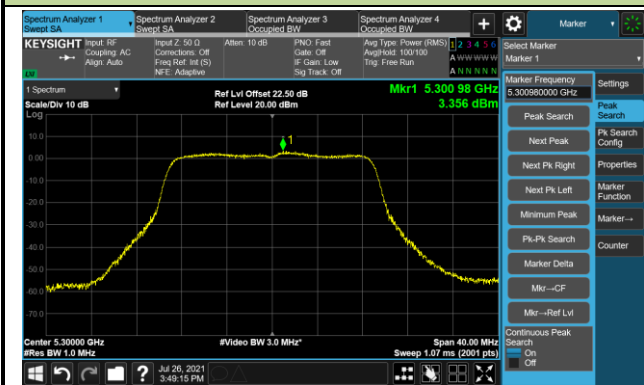 Spectrum Analyzer 1
Swept SA
Spectrum Analyzer 2
Swept SA
Spectrum Analyzer 3
Occupied BW
Spectrum Analyzer 4
Occupied BW
+
Marker
KEYSIGHT
Input: RF
Coupling: AC
Align: Auto
Input Z: 50 Ω
Corrections: Off
Freq Ref: Int (S)
NFE: Adaptive
Atten: 10 dB
PNO: Fast
Gate: Off
IF Gain: Low
Sig Track: Off
Avg Type: Power (RMS)
Avg|Hold: 100/100
Trig: Free Run
1 2 3 4 5 6
A W W W W W
A N N N N N
Select Marker
Marker 1
1 Spectrum
Scale/Div 10 dB
Log
Ref Lvl Offset 22.50 dB
Ref Level 20.00 dBm
Mkr1 5.300 98 GHz
3.356 dBm
10.0
0.00
-10.0
-20.0
-30.0
-40.0
-50.0
-60.0
-70.0
1
Center 5.30000 GHz
#Res BW 1.0 MHz
#Video BW 3.0 MHz*
Span 40.00 MHz
Sweep 1.07 ms (2001 pts)
Marker Frequency
5.300980000 GHz
Peak Search
Next Peak
Next Pk Right
Next Pk Left
Minimum Peak
Pk-Pk Search
Marker Delta
Mkr→CF
Mkr→Ref Lvl
Continuous Peak
Search
On
Off
Settings
Peak
Search
Pk Search
Config
Properties
Marker
Function
Marker→
Counter
?
Jul 26, 2021
3:49:15 PM